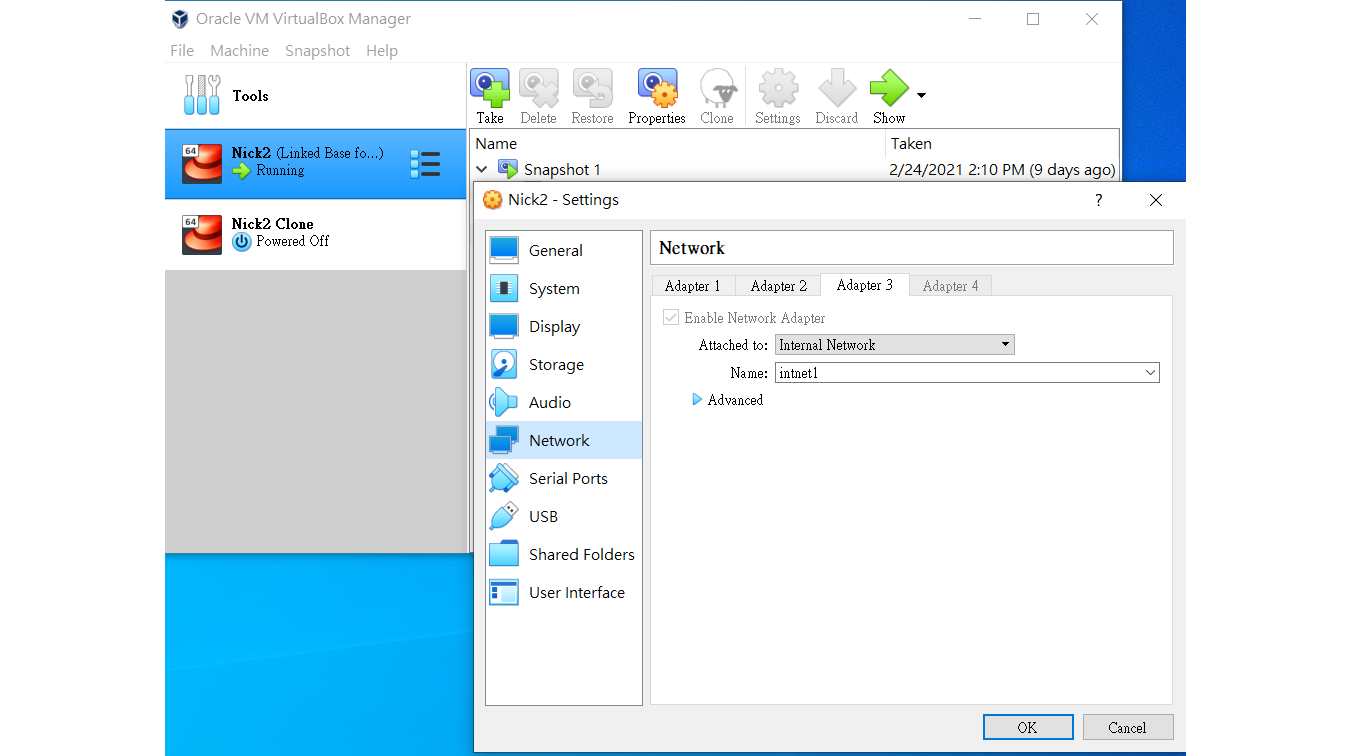 Oracle VM VirtualBox Manager
File Machine Snapshot Help
Tools
Take Delete Restore Properties Clone Settings Discard Show
Name Taken
Snapshot 1 2/24/2021 2:10 PM (9 days ago)
64
Nick2 (Linked Base fo...)
Running
64
Nick2 Clone
Powered Off
Nick2 - Settings ?
General
System
Display
Storage
Audio
Network
Serial Ports
USB
Shared Folders
User Interface
Network
Adapter 1 Adapter 2 Adapter 3 Adapter 4
Enable Network Adapter
Attached to: Internal Network
Name: intnet1
Advanced
OK Cancel